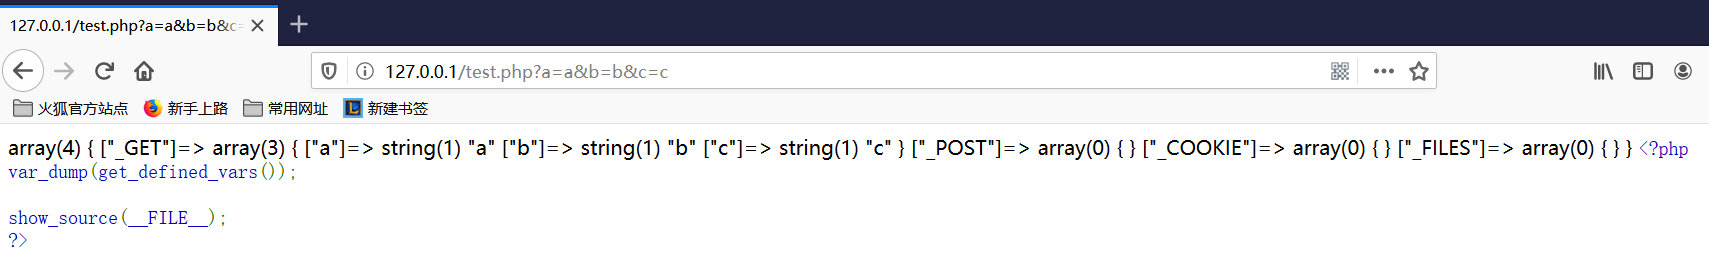 127.0.0.1/test.php?a=a&b=b&c=
127.0.0.1/test.php?a=a&b=b&c=c
火狐官方站点 新手上路 常用网址 新建书签
array(4) { ["_GET"]=> array(3) { ["a"]=> string(1) "a" ["b"]=> string(1) "b" ["c"]=> string(1) "c" } ["_POST"]=> array(0) { } ["_COOKIE"]=> array(0) { } ["_FILES"]=> array(0) { } } <?php
var_dump(get_defined_vars());
show_source(__FILE__);
?>